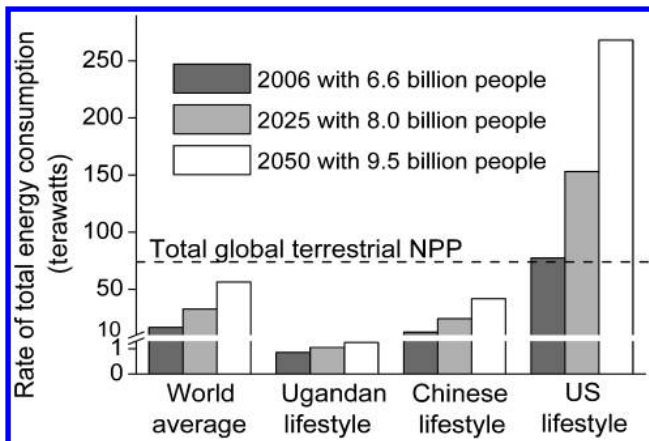 Rate of total energy consumption
(terawatts)
250
200
150
100
50
10
1
0
2006 with 6.6 billion people
2025 with 8.0 billion people
2050 with 9.5 billion people
Total global terrestrial NPP
World
average
Ugandan
lifestyle
Chinese
lifestyle
US
lifestyle